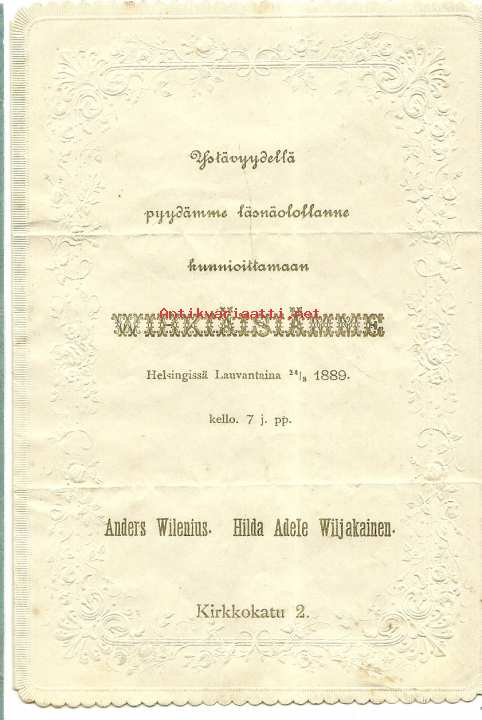 Ystävyydellä
pyydämme läsnäolollanne
kunnioittamaan
Antikvariaatti.net
WIHKIÄISIÄMME
Helsingissä Lauvantaina ²⁴/₈ 1889.
kello. 7 j. pp.
Anders Wilenius. Hilda Adele Wiljakainen.
Kirkkokatu 2.